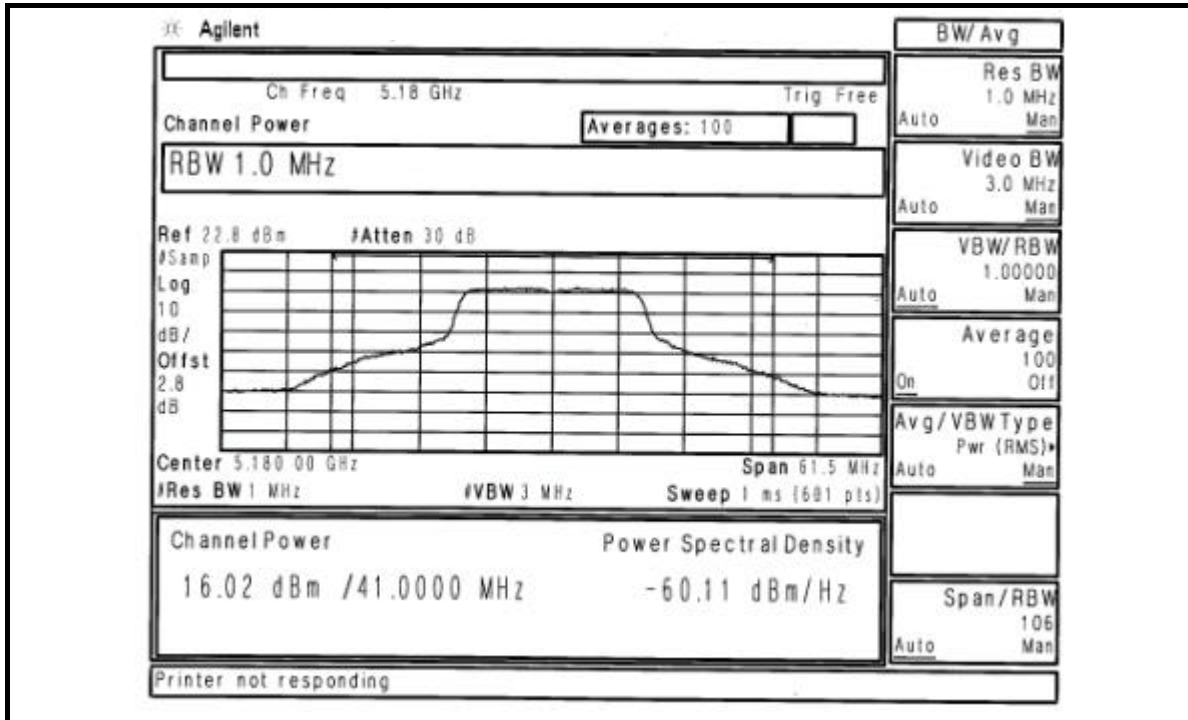 Agilent
BW/Avg
Ch Freq 5.18 GHz
Trig Free
Channel Power
Averages: 100
RBW 1.0 MHz
Ref 22.8 dBm
#Atten 30 dB
#Samp
Log
10
dB/
Offst
2.8
dB
Center 5.180 00 GHz
Span 61.5 MHz
#Res BW 1 MHz
#VBW 3 MHz
Sweep 1 ms (601 pts)
Channel Power
Power Spectral Density
16.02 dBm /41.0000 MHz
-60.11 dBm/Hz
Printer not responding
Res BW
1.0 MHz
Auto Man
Video BW
3.0 MHz
Auto Man
VBW/RBW
1.00000
Auto Man
Average
100
On Off
Avg/VBW Type
Pwr (RMS)▸
Auto Man
Span/RBW
106
Auto Man